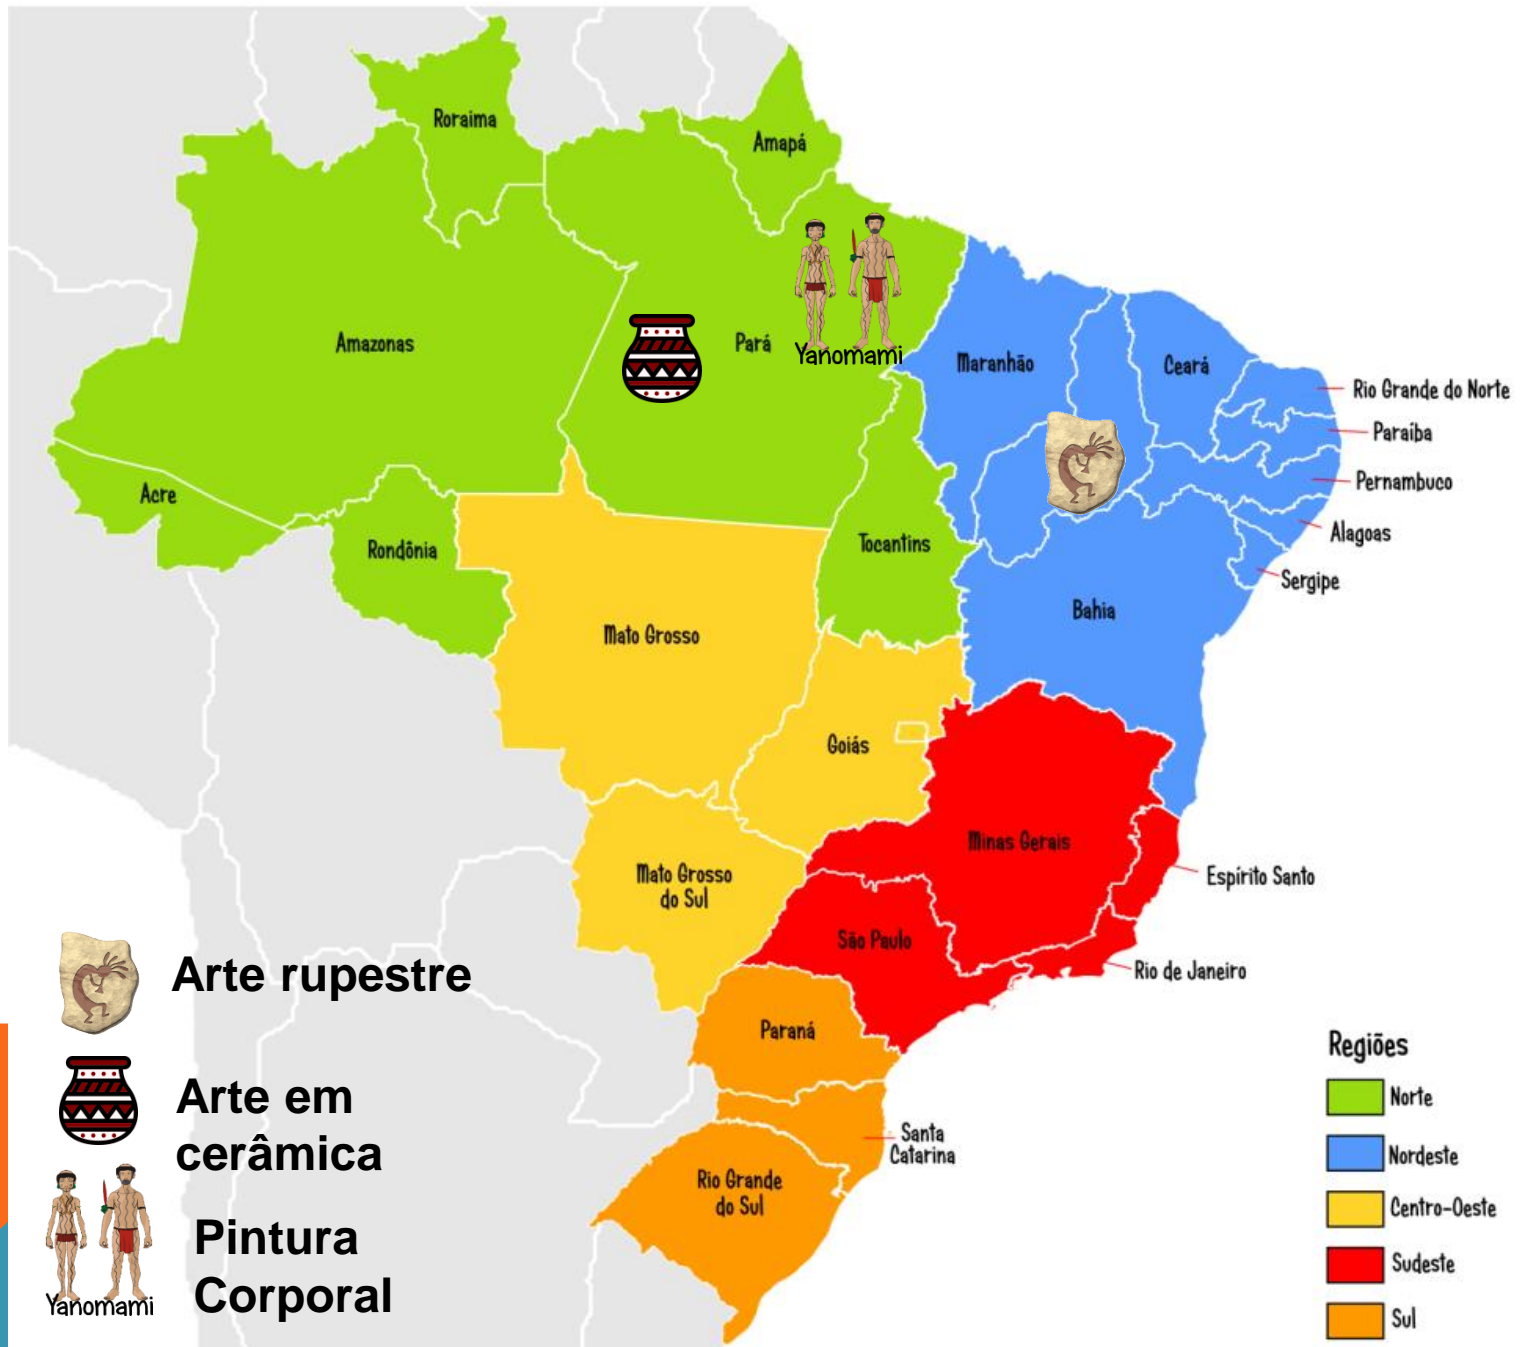 Roraima
Amapá
Amazonas
Pará
Yanomami
Maranhão
Ceará
Rio Grande do Norte
Paraíba
Pernambuco
Alagoas
Sergipe
Acre
Rondônia
Tocantins
Bahia
Mato Grosso
Goiás
Minas Gerais
Espírito Santo
Mato Grosso
do Sul
São Paulo
Rio de Janeiro
Paraná
Santa
Catarina
Rio Grande
do Sul
Arte rupestre
Arte em
cerâmica
Pintura
Corporal
Yanomami
Regiões
Norte
Nordeste
Centro-Oeste
Sudeste
Sul